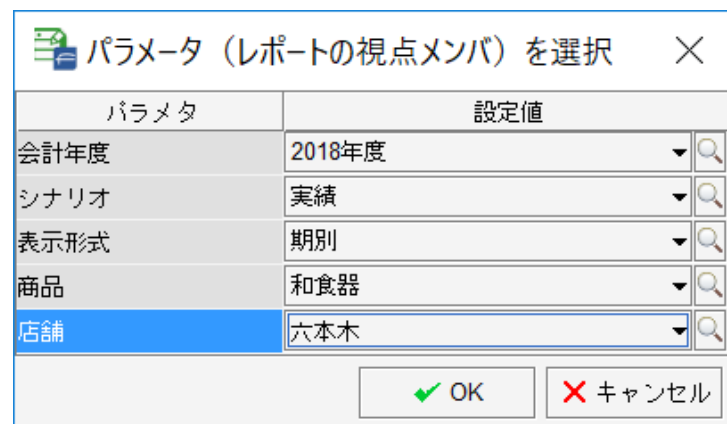 パラメータ（レポートの視点メンバ）を選択
パラメタ 設定値
会計年度 2018年度
シナリオ 実績
表示形式 期別
商品 和食器
店舗 六本木
OK キャンセル